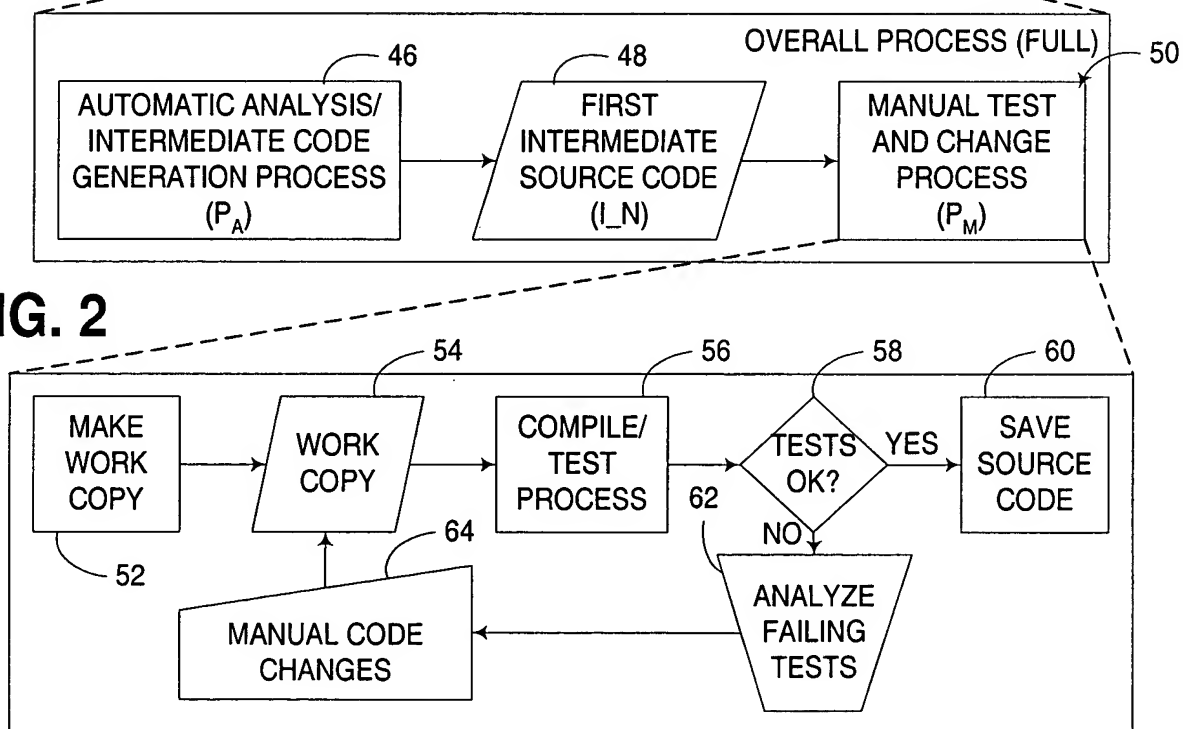 OVERALL PROCESS (FULL)
46
48
50
AUTOMATIC ANALYSIS/
INTERMEDIATE CODE
GENERATION PROCESS
(PA)
FIRST
INTERMEDIATE
SOURCE CODE
(I_N)
MANUAL TEST
AND CHANGE
PROCESS
(PM)
IG. 2
54
56
58
60
MAKE
WORK
COPY
52
WORK
COPY
COMPILE/
TEST
PROCESS
TESTS
OK?
YES
SAVE
SOURCE
CODE
NO
62
64
ANALYZE
FAILING
TESTS
MANUAL CODE
CHANGES